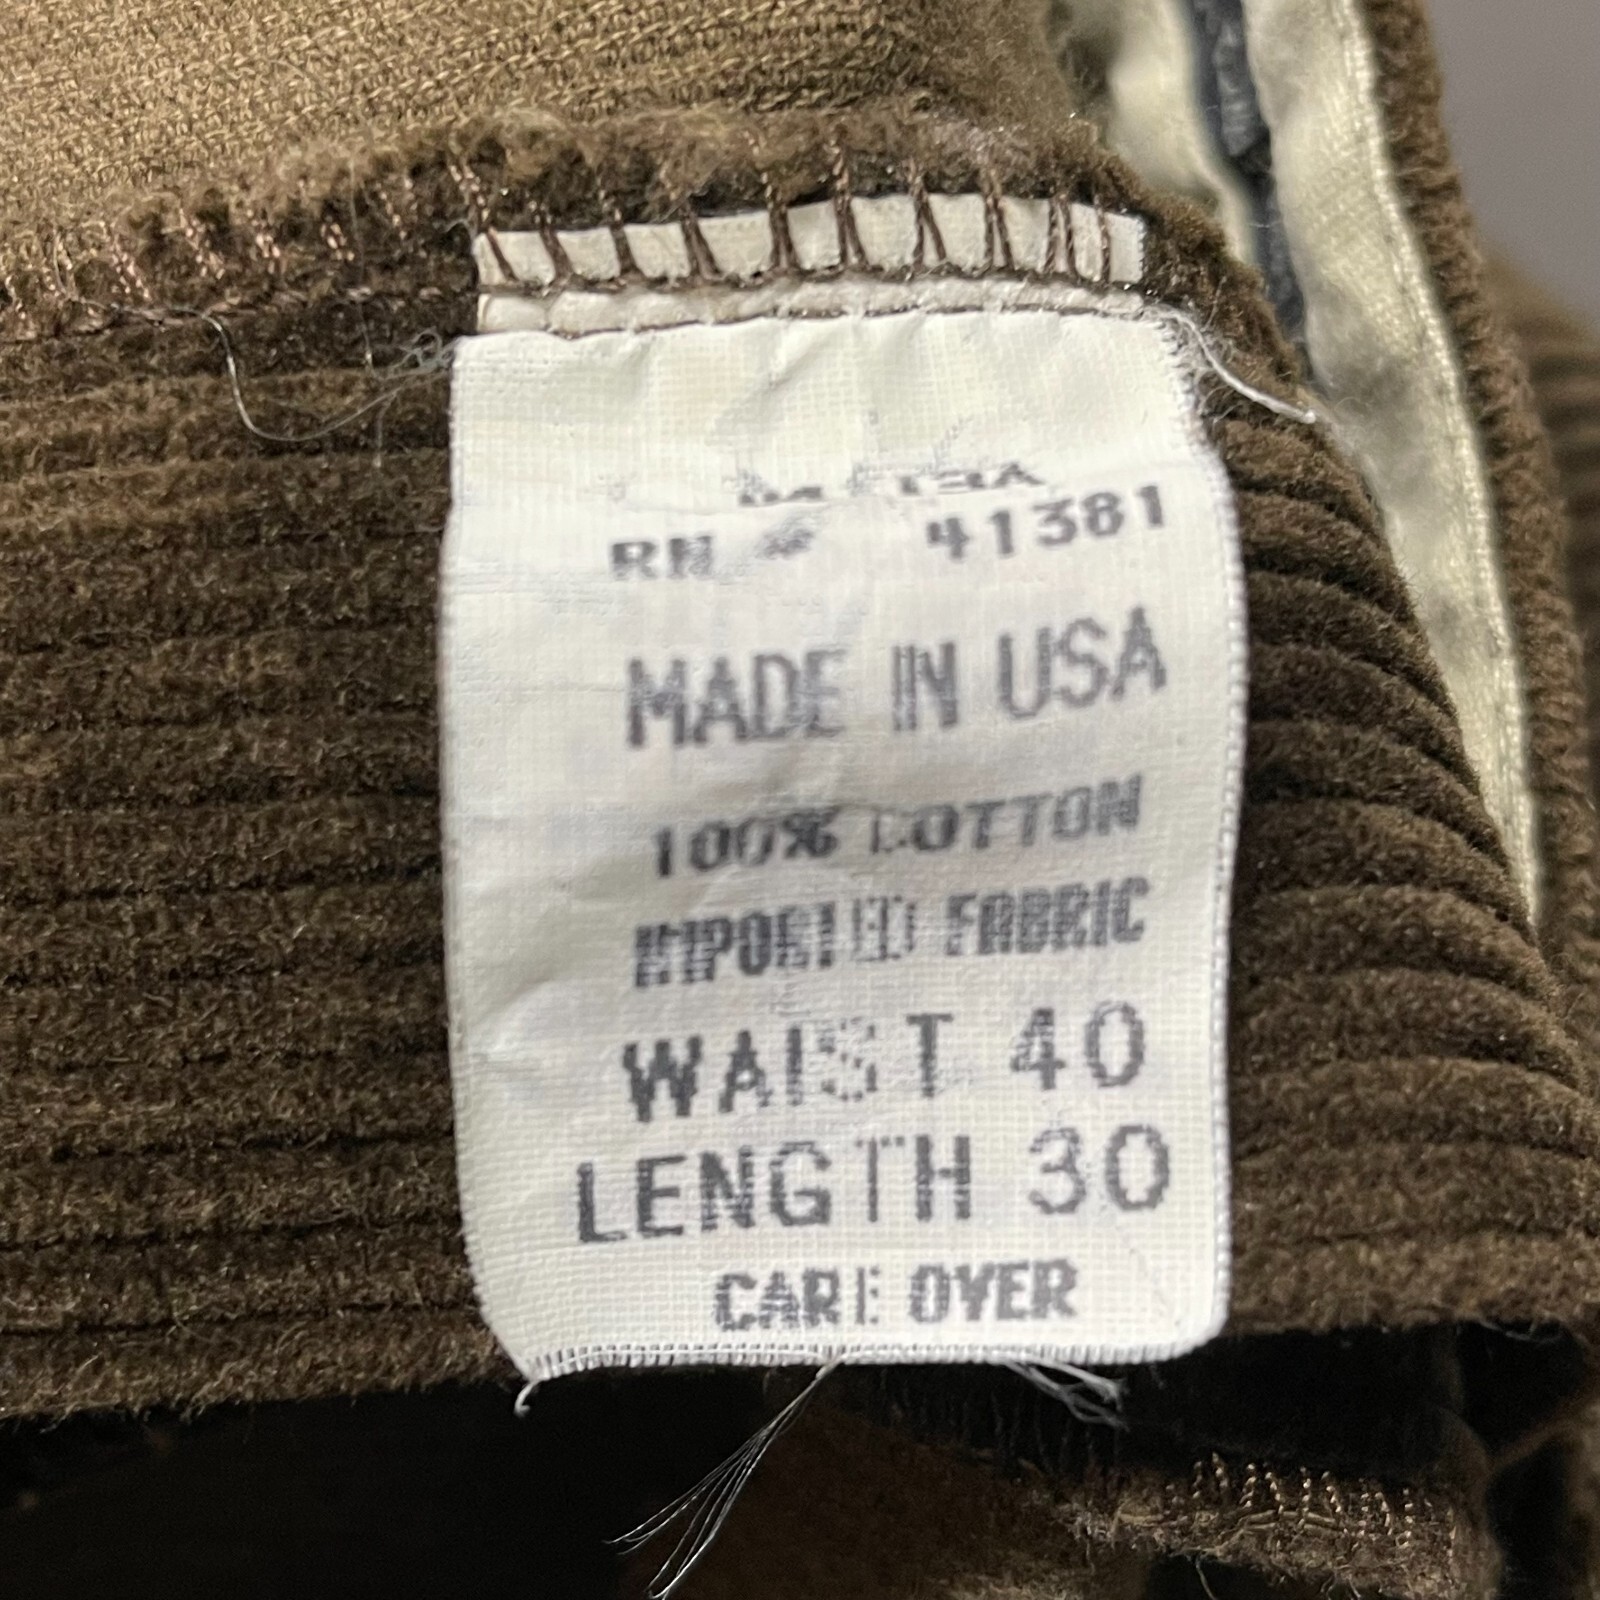 RN # 41381
MADE IN USA
100% COTTON
IMPORTED FABRIC
WAIST 40
LENGTH 30
CARE OVER